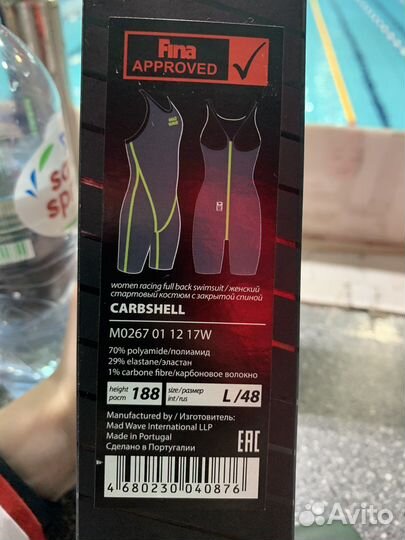 Fina
APPROVED
MAD
WAVE
women racing full back swimsuit / женский
стартовый костюм с закрытой спиной
CARBSHELL
M0267 01 12 17W
70% polyamide/полиамид
29% elastane/эластан
1% carbone fibre/карбоновое волокно
height рост 188 size/размер int/rus L/48
Manufactured by / Изготовитель:
Mad Wave International LLP
Made in Portugal
Сделано в Португалии
EAC
4 680230 040876
Avito